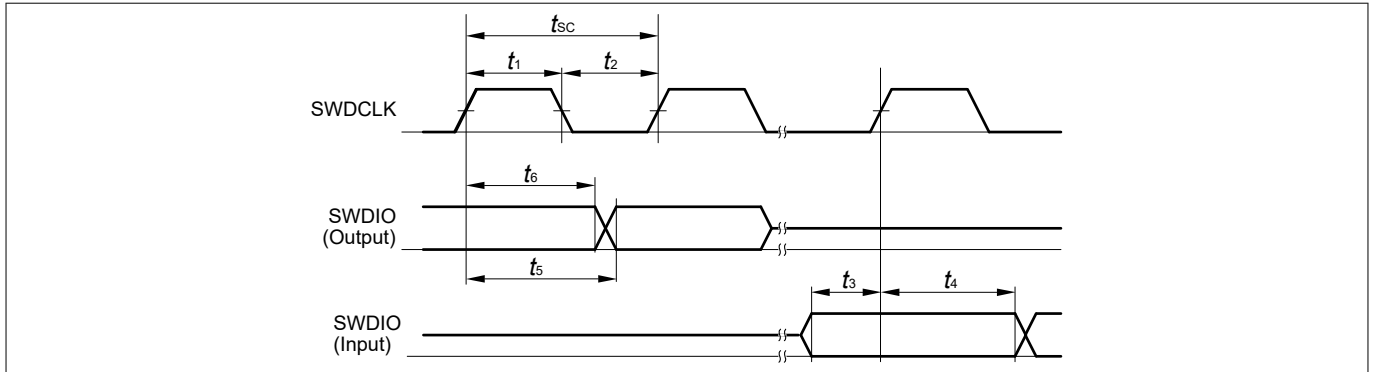 tSC
t1
t2
SWDCLK
t6
SWDIO
(Output)
t5
t3
t4
SWDIO
(Input)